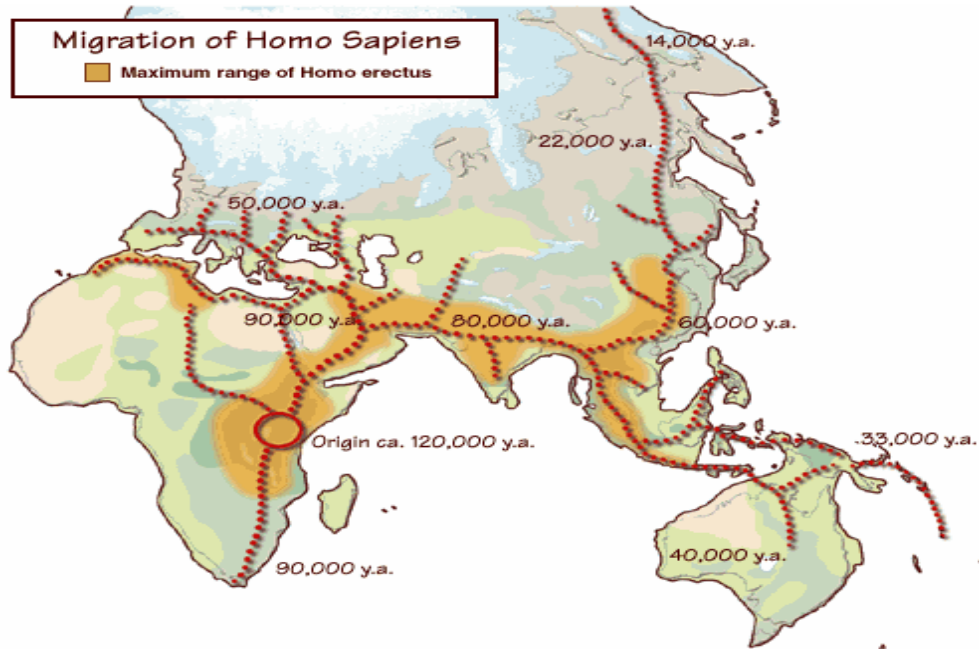 Migration of Homo Sapiens
Maximum range of Homo erectus
14,000 y.a.
22,000 y.a.
50,000 y.a.
90,000 y.a.
80,000 y.a.
60,000 y.a.
Origin ca. 120,000 y.a.
33,000 y.a.
40,000 y.a.
90,000 y.a.